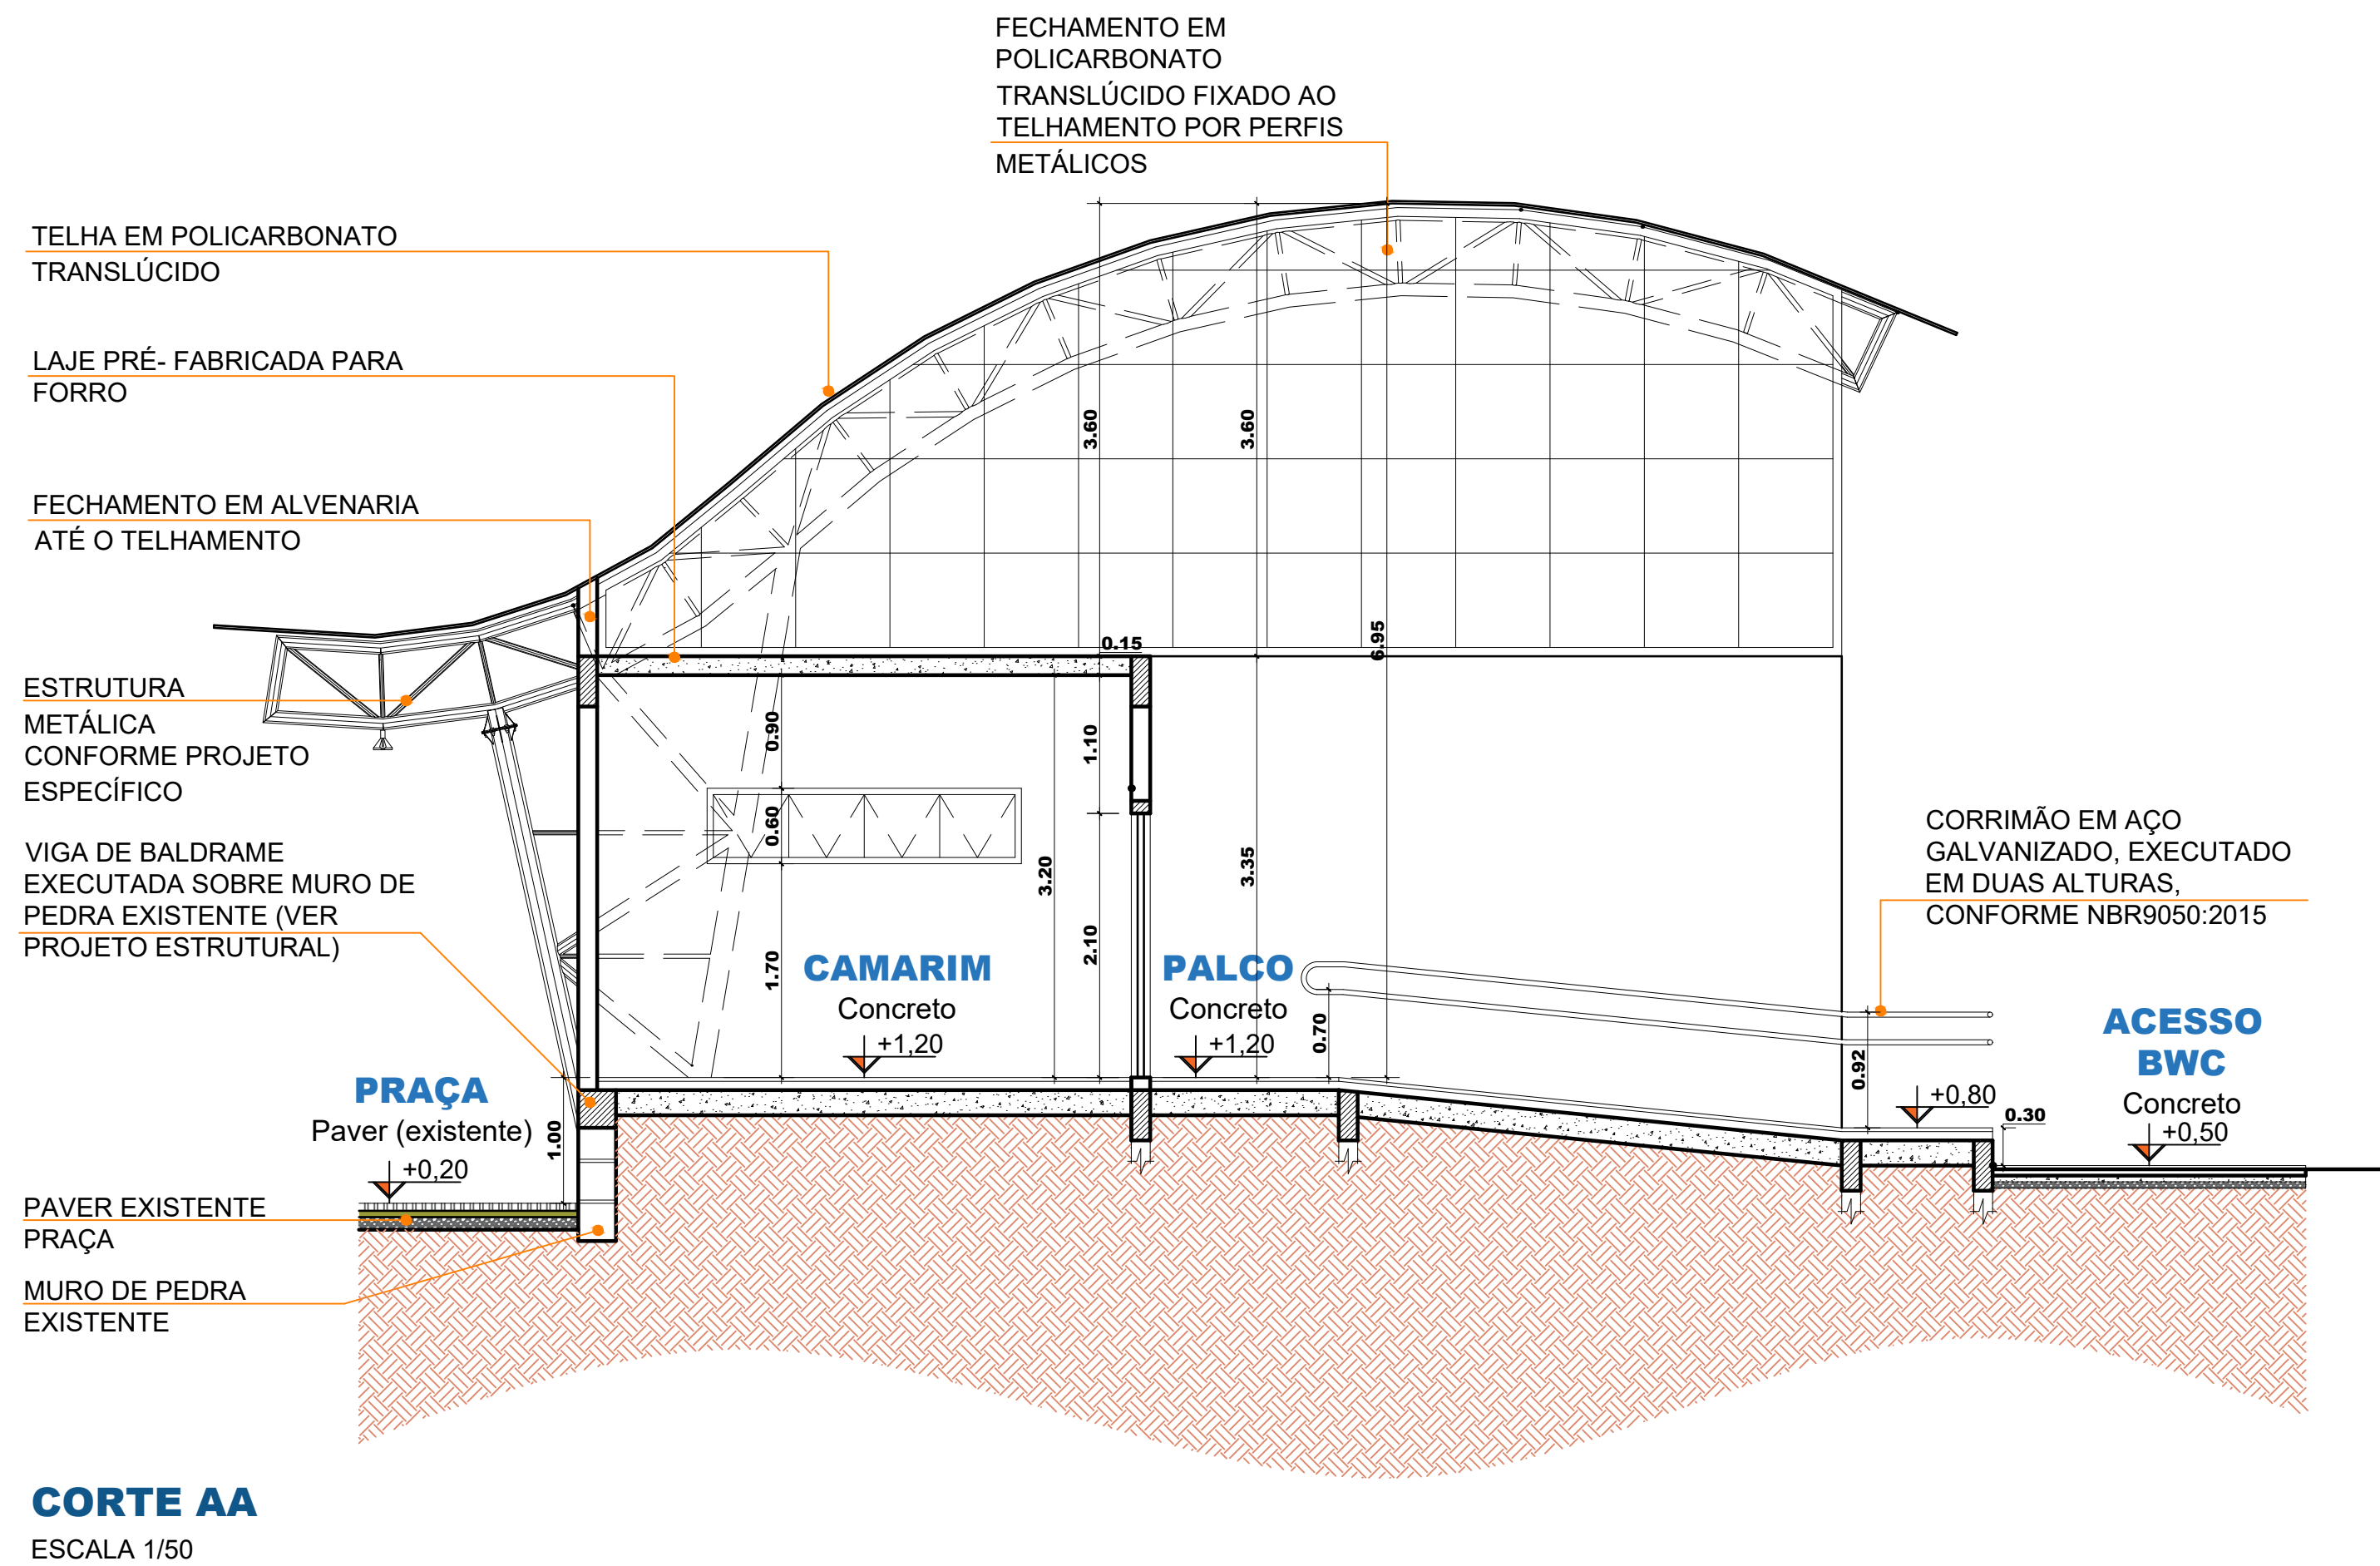 FECHAMENTO EM
POLICARBONATO
TRANSLÚCIDO FIXADO AO
TELHAMENTO POR PERFIS
METÁLICOS
TELHA EM POLICARBONATO
TRANSLÚCIDO
LAJE PRÉ- FABRICADA PARA
FORRO
FECHAMENTO EM ALVENARIA
ATÉ O TELHAMENTO
ESTRUTURA
METÁLICA
CONFORME PROJETO
ESPECÍFICO
VIGA DE BALDRAME
EXECUTADA SOBRE MURO DE
PEDRA EXISTENTE (VER
PROJETO ESTRUTURAL)
PAVER EXISTENTE
PRAÇA
MURO DE PEDRA
EXISTENTE
3.60
3.60
6.95
0.15
0.90
1.10
0.60
3.20
3.35
1.70
2.10
CAMARIM
Concreto
+1,20
PALCO
Concreto
+1,20
0.70
CORRIMÃO EM AÇO
GALVANIZADO, EXECUTADO
EM DUAS ALTURAS,
CONFORME NBR9050:2015
0.92
+0,80
0.30
ACESSO
BWC
Concreto
+0,50
PRAÇA
Paver (existente)
+0,20
1.00
CORTE AA
ESCALA 1/50